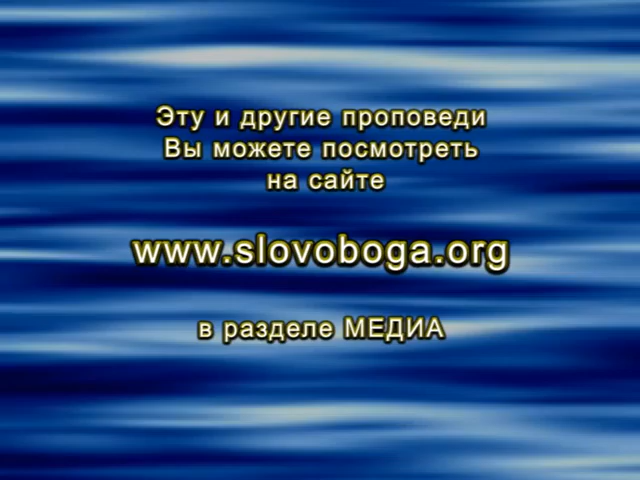 Эту и другие проповеди
Вы можете посмотреть
на сайте
www.slovoboga.org
в разделе МЕДИА